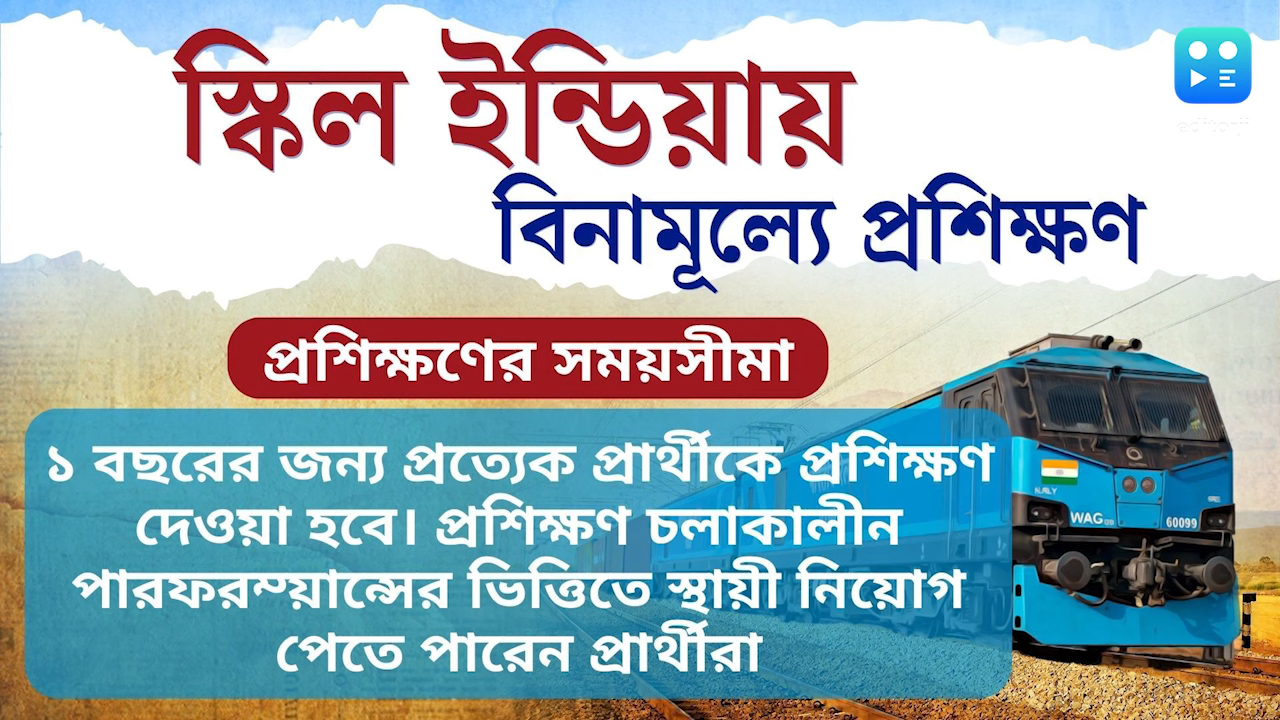 স্কিল ইন্ডিয়ায়
বিনামূল্যে প্রশিক্ষণ
প্রশিক্ষণের সময়সীমা
১ বছরের জন্য প্রত্যেক প্রার্থীকে প্রশিক্ষণ
দেওয়া হবে। প্রশিক্ষণ চলাকালীন
পারফরম্যান্সের ভিত্তিতে স্থায়ী নিয়োগ
পেতে পারেন প্রার্থীরা
WAG
60099